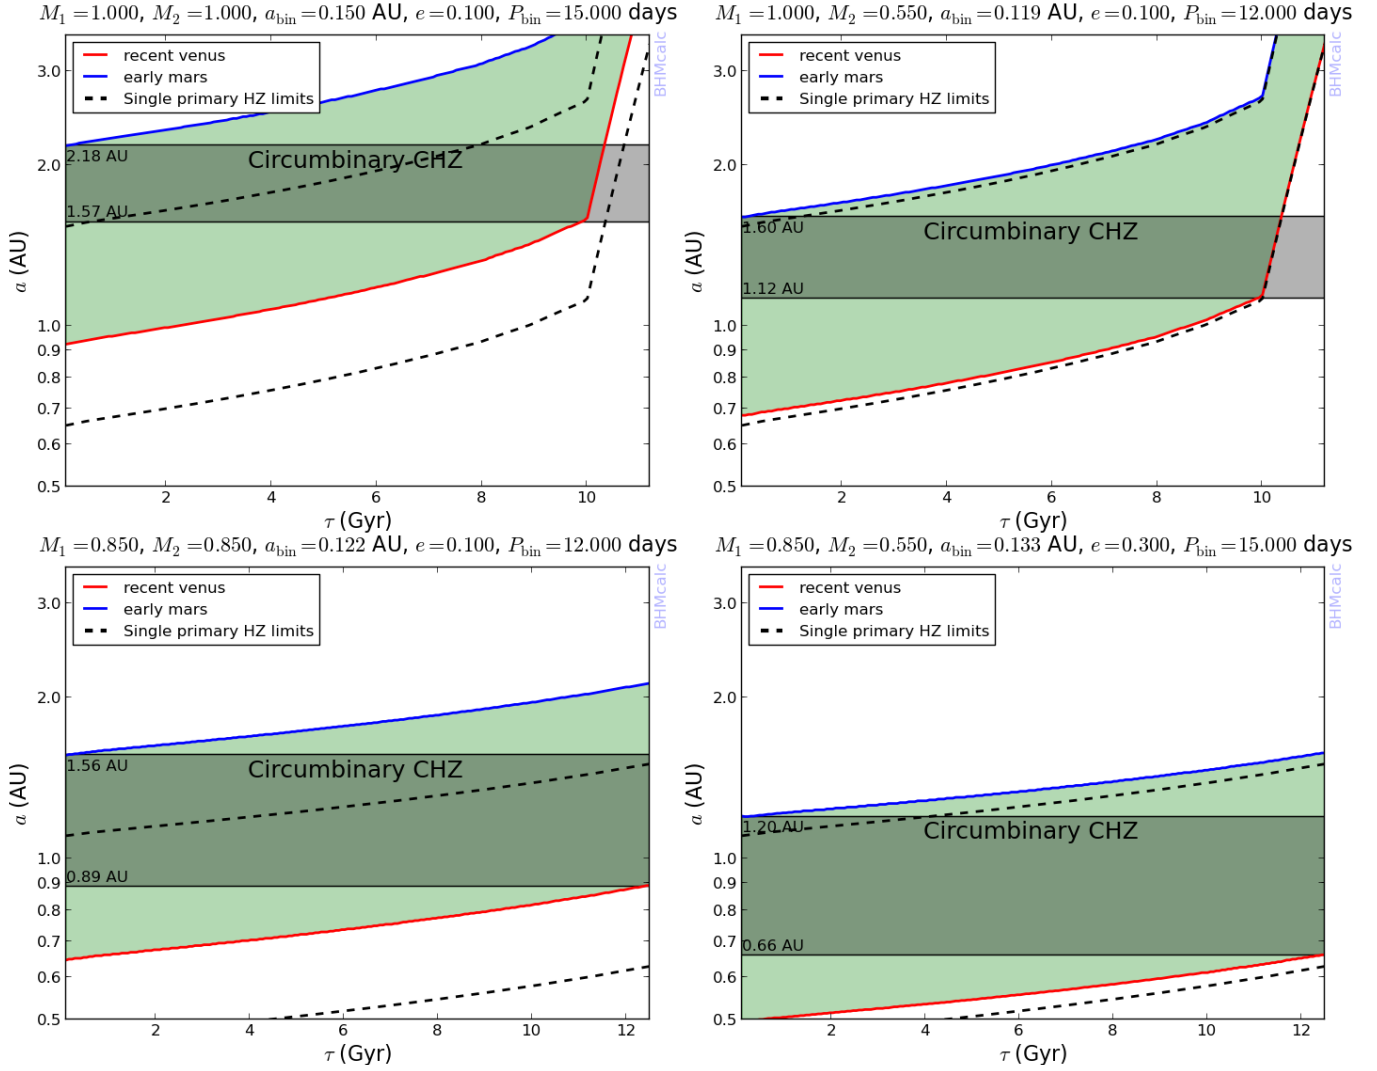 M₁=1.000, M₂=1.000, a_bin=0.150 AU, e=0.100, P_bin=15.000 days
recent venus
early mars
Single primary HZ limits
BHMcalc
3.0
2.0
1.0
0.9
0.8
0.7
0.6
0.5
2.18 AU
Circumbinary CHZ
1.57 AU
a (AU)
2 4 6 8 10
τ (Gyr)
M₁=1.000, M₂=0.550, a_bin=0.119 AU, e=0.100, P_bin=12.000 days
recent venus
early mars
Single primary HZ limits
BHMcalc
3.0
2.0
1.0
0.9
0.8
0.7
0.6
0.5
1.60 AU
Circumbinary CHZ
1.12 AU
a (AU)
2 4 6 8 10
τ (Gyr)
M₁=0.850, M₂=0.850, a_bin=0.122 AU, e=0.100, P_bin=12.000 days
recent venus
early mars
Single primary HZ limits
BHMcalc
3.0
2.0
1.0
0.9
0.8
0.7
0.6
0.5
1.56 AU
Circumbinary CHZ
0.89 AU
a (AU)
2 4 6 8 10 12
τ (Gyr)
M₁=0.850, M₂=0.550, a_bin=0.133 AU, e=0.300, P_bin=15.000 days
recent venus
early mars
Single primary HZ limits
BHMcalc
3.0
2.0
1.0
0.9
0.8
0.7
0.6
0.5
1.20 AU
Circumbinary CHZ
0.66 AU
a (AU)
2 4 6 8 10 12
τ (Gyr)